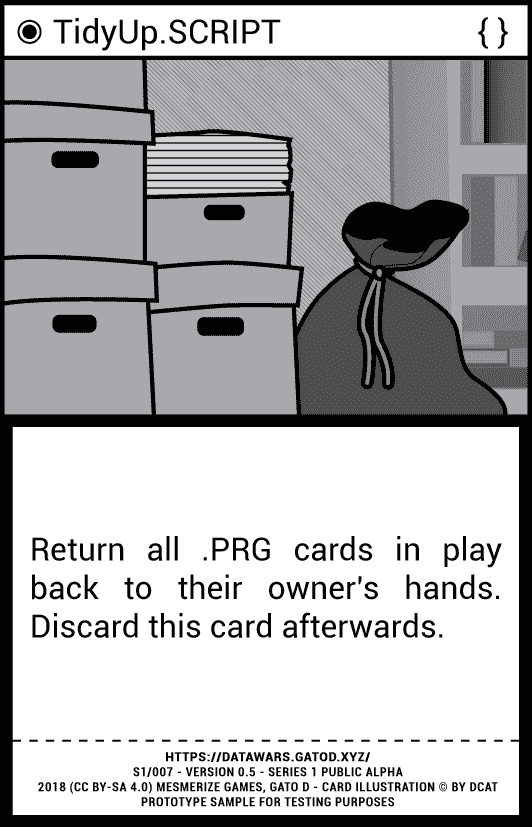 TidyUp.SCRIPT { }
Return all .PRG cards in play
back to their owner's hands.
Discard this card afterwards.
HTTPS://DATAWARS.GATOD.XYZ/
S1/007 - VERSION 0.5 - SERIES 1 PUBLIC ALPHA
2018 (CC BY-SA 4.0) MESMERIZE GAMES, GATO D - CARD ILLUSTRATION © BY DCAT
PROTOTYPE SAMPLE FOR TESTING PURPOSES